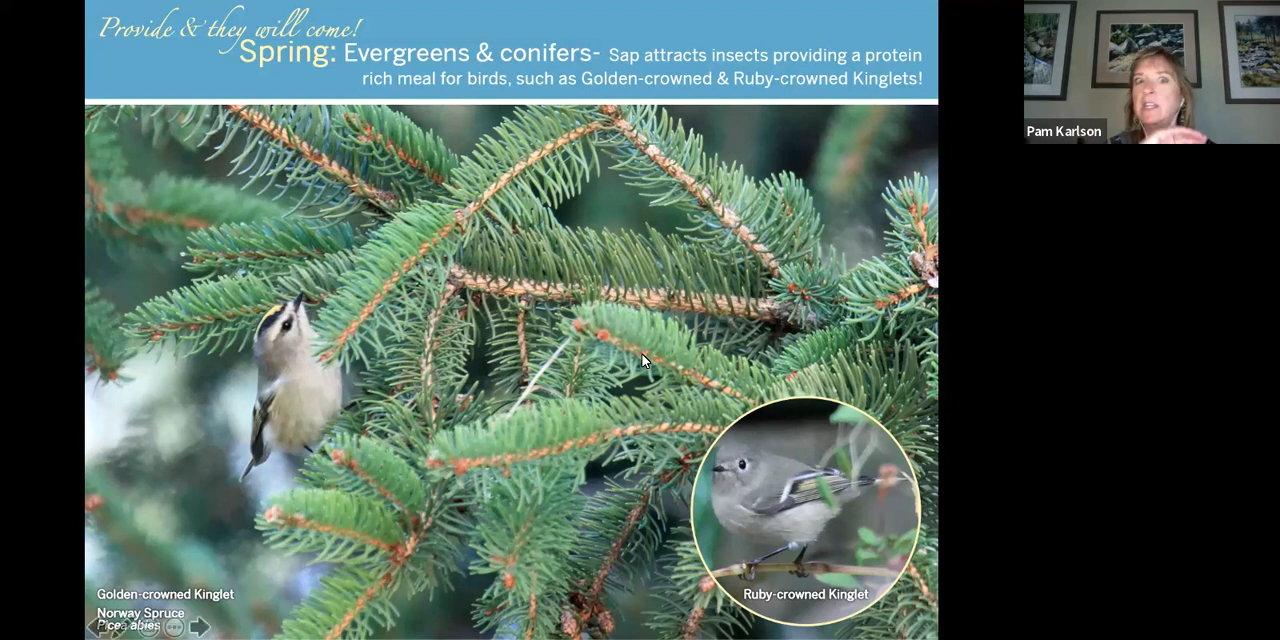 Provide & they will come!
Spring: Evergreens & conifers- Sap attracts insects providing a protein
rich meal for birds, such as Golden-crowned & Ruby-crowned Kinglets!
Pam Karlson
Golden-crowned Kinglet
Norway Spruce
Picea abies
Ruby-crowned Kinglet